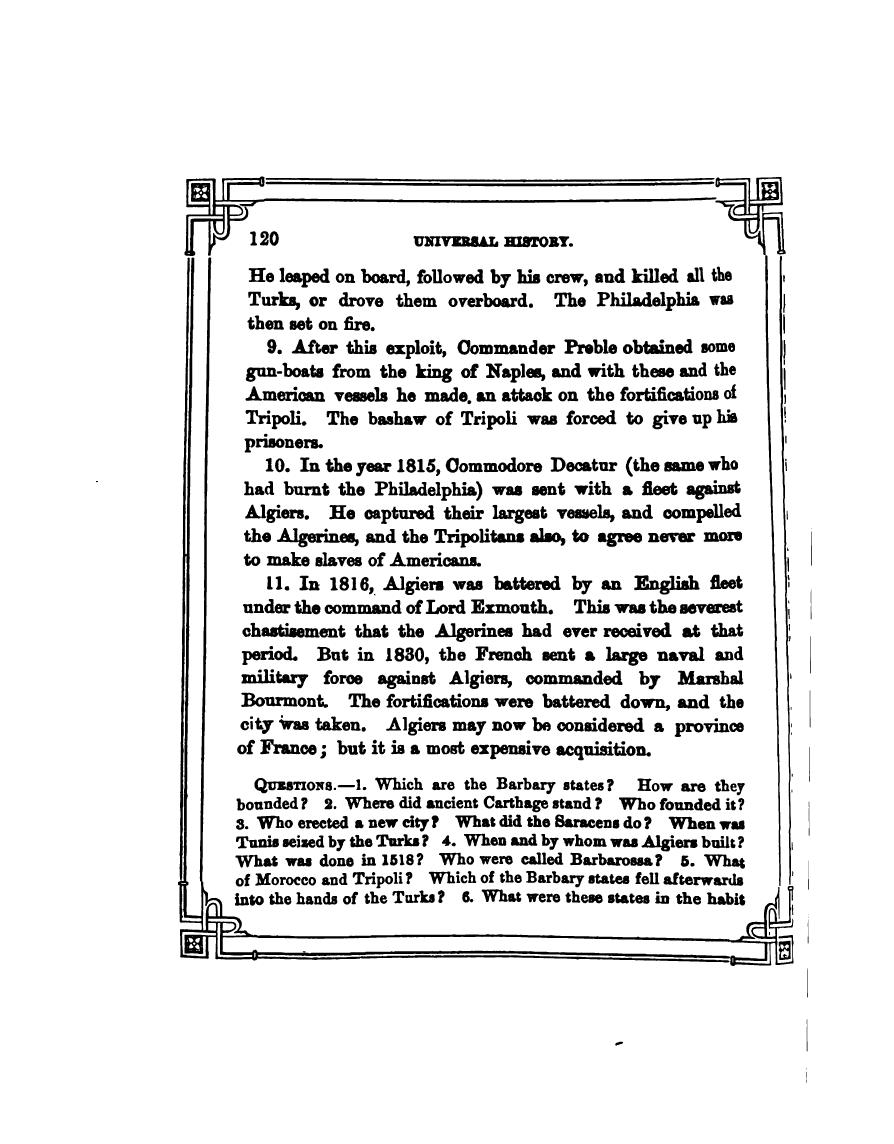 120 UNIVERSAL HISTORY.
He leaped on board, followed by his crew, and killed all the
Turks, or drove them overboard. The Philadelphia was
then set on fire.
9. After this exploit, Commander Preble obtained some
gun-boats from the king of Naples, and with these and the
American vessels he made an attack on the fortifications of
Tripoli. The bashaw of Tripoli was forced to give up his
prisoners.
10. In the year 1815, Commodore Decatur (the same who
had burnt the Philadelphia) was sent with a fleet against
Algiers. He captured their largest vessels, and compelled
the Algerines, and the Tripolitans also, to agree never more
to make slaves of Americans.
11. In 1816, Algiers was battered by an English fleet
under the command of Lord Exmouth. This was the severest
chastisement that the Algerines had ever received at that
period. But in 1830, the French sent a large naval and
military force against Algiers, commanded by Marshal
Bourmont. The fortifications were battered down, and the
city was taken. Algiers may now be considered a province
of France; but it is a most expensive acquisition.
QUESTIONS.—1. Which are the Barbary states? How are they
bounded? 2. Where did ancient Carthage stand? Who founded it?
3. Who erected a new city? What did the Saracens do? When was
Tunis seized by the Turks? 4. When and by whom was Algiers built?
What was done in 1518? Who were called Barbarossa? 5. What
of Morocco and Tripoli? Which of the Barbary states fell afterwards
into the hands of the Turks? 6. What were these states in the habit